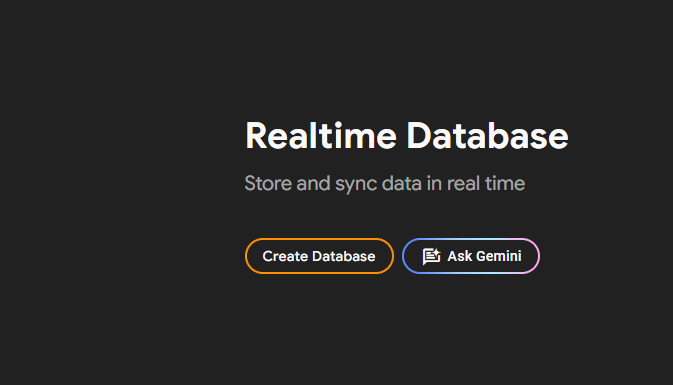 Realtime Database
Store and sync data in real time
Create Database
Ask Gemini